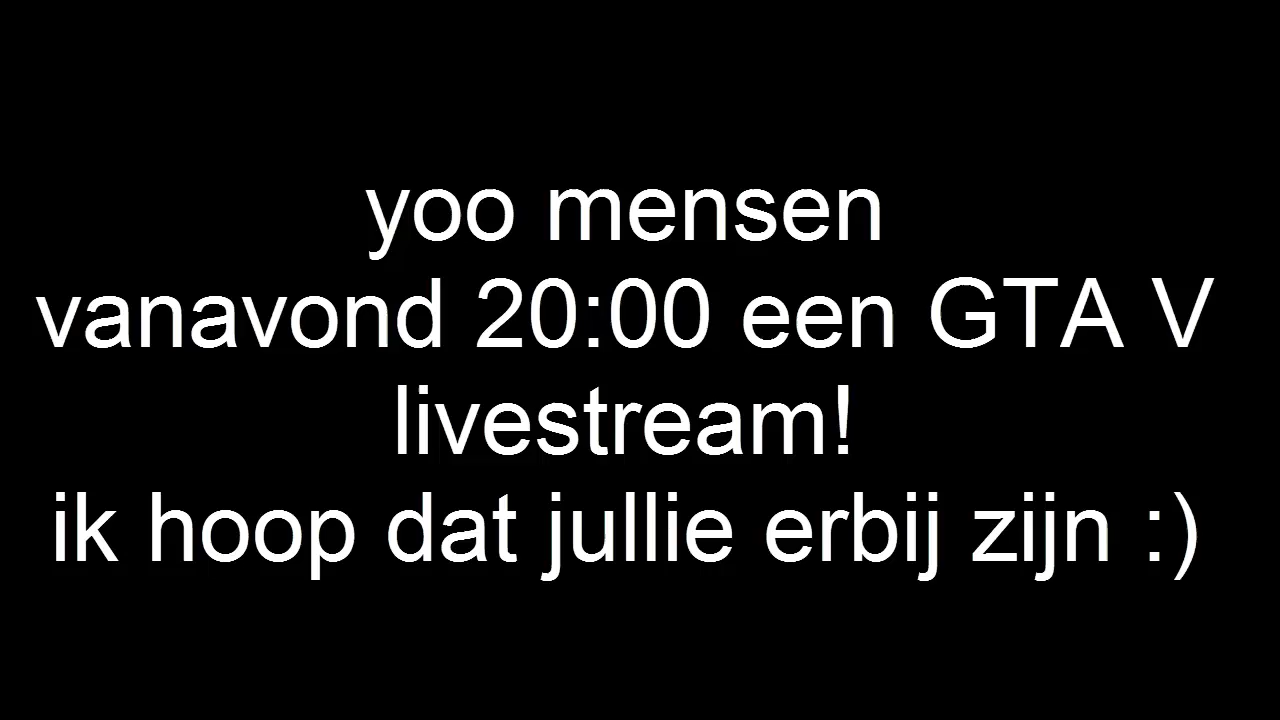 yoo mensen
vanavond 20:00 een GTA V
livestream!
ik hoop dat jullie erbij zijn :)